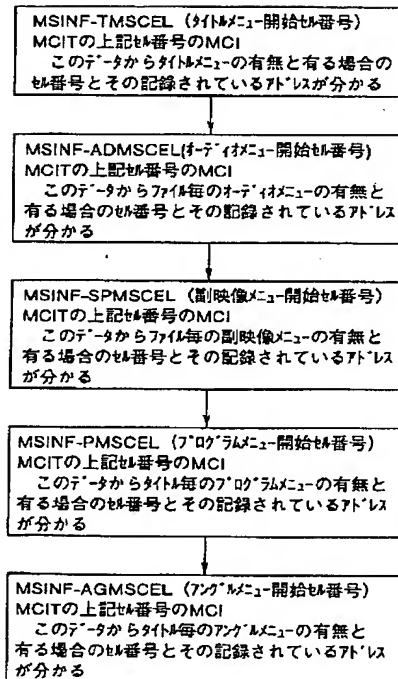 MSINF-TMSCEL (ﾀｲﾄﾙﾒﾆｭｰ開始ｾﾙ番号)
MCITの上記ｾﾙ番号のMCI
このﾃﾞｰﾀからﾀｲﾄﾙﾒﾆｭｰの有無と有る場合の
ｾﾙ番号とその記録されているｱﾄﾞﾚｽが分かる
MSINF-ADMSCEL(ｵｰﾃﾞｨｵﾒﾆｭｰ開始ｾﾙ番号)
MCITの上記ｾﾙ番号のMCI
このﾃﾞｰﾀからﾌｧｲﾙ毎のｵｰﾃﾞｨｵﾒﾆｭｰの有無と
有る場合のｾﾙ番号とその記録されているｱﾄﾞﾚｽ
が分かる
MSINF-SPMSCEL (副映像ﾒﾆｭｰ開始ｾﾙ番号)
MCITの上記ｾﾙ番号のMCI
このﾃﾞｰﾀからﾌｧｲﾙ毎の副映像ﾒﾆｭｰの有無と
有る場合のｾﾙ番号とその記録されているｱﾄﾞﾚｽ
が分かる
MSINF-PMSCEL (ﾌﾟﾛｸﾞﾗﾑﾒﾆｭｰ開始ｾﾙ番号)
MCITの上記ｾﾙ番号のMCI
このﾃﾞｰﾀからﾀｲﾄﾙ毎のﾌﾟﾛｸﾞﾗﾑﾒﾆｭｰの有無と
有る場合のｾﾙ番号とその記録されているｱﾄﾞﾚｽ
が分かる
MSINF-AGMSCEL (ｱﾝｸﾞﾙﾒﾆｭｰ開始ｾﾙ番号)
MCITの上記ｾﾙ番号のMCI
このﾃﾞｰﾀからﾀｲﾄﾙ毎のｱﾝｸﾞﾙﾒﾆｭｰの有無と
有る場合のｾﾙ番号とその記録されているｱﾄﾞﾚｽ
が分かる